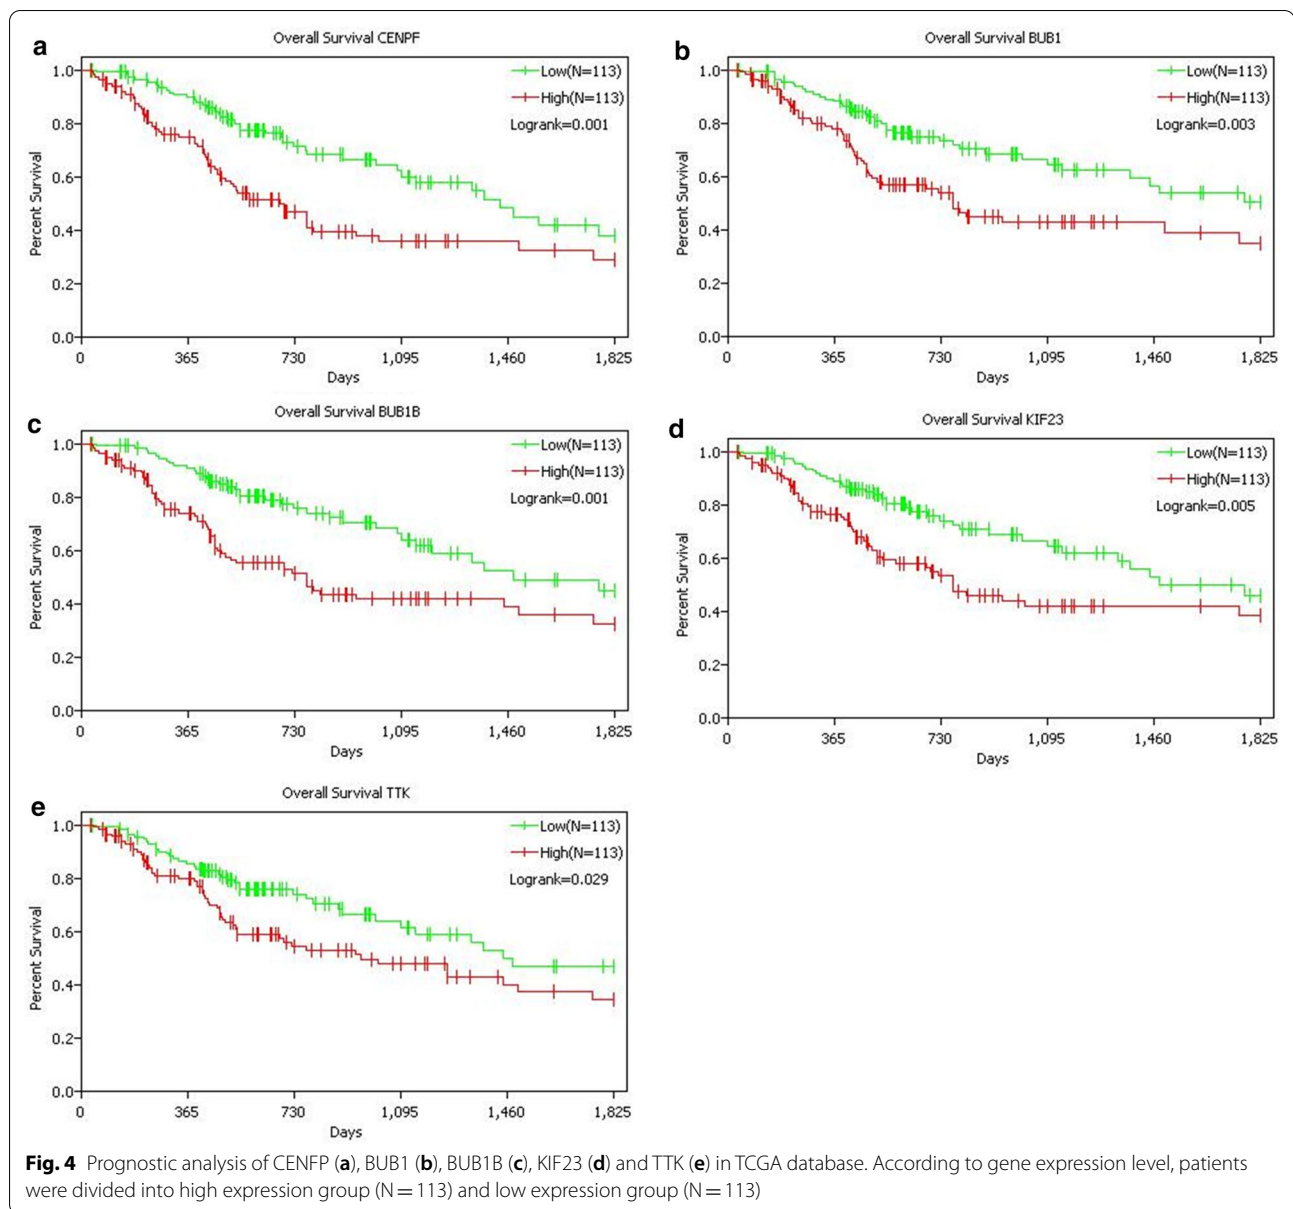 a
Overall Survival CENPF
Low(N=113)
High(N=113)
Logrank=0.001
Percent Survival
1.0
0.8
0.6
0.4
0.2
0.0
0 365 730 1,095 1,460 1,825
Days
b
Overall Survival BUB1
Low(N=113)
High(N=113)
Logrank=0.003
Percent Survival
1.0
0.8
0.6
0.4
0.2
0.0
0 365 730 1,095 1,460 1,825
Days
c
Overall Survival BUB1B
Low(N=113)
High(N=113)
Logrank=0.001
Percent Survival
1.0
0.8
0.6
0.4
0.2
0.0
0 365 730 1,095 1,460 1,825
Days
d
Overall Survival KIF23
Low(N=113)
High(N=113)
Logrank=0.005
Percent Survival
1.0
0.8
0.6
0.4
0.2
0.0
0 365 730 1,095 1,460 1,825
Days
e
Overall Survival TTK
Low(N=113)
High(N=113)
Logrank=0.029
Percent Survival
1.0
0.8
0.6
0.4
0.2
0.0
0 365 730 1,095 1,460 1,825
Days
Fig. 4 Prognostic analysis of CENFP (a), BUB1 (b), BUB1B (c), KIF23 (d) and TTK (e) in TCGA database. According to gene expression level, patients
were divided into high expression group (N = 113) and low expression group (N = 113)